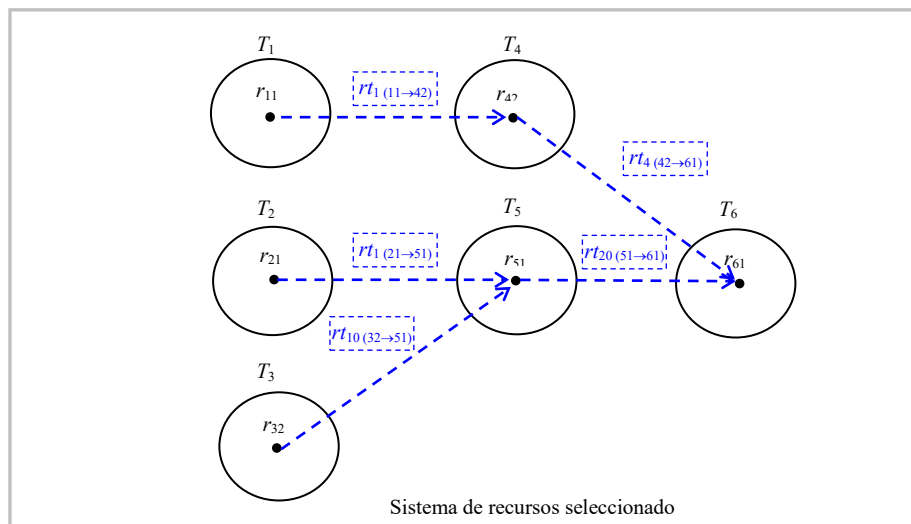 T1 T4
r11 rt1 (11→42) r42
rt4 (42→61)
T2 T5 T6
r21 rt1 (21→51) r51 rt20 (51→61) r61
rt10 (32→51)
T3
r32
Sistema de recursos seleccionado